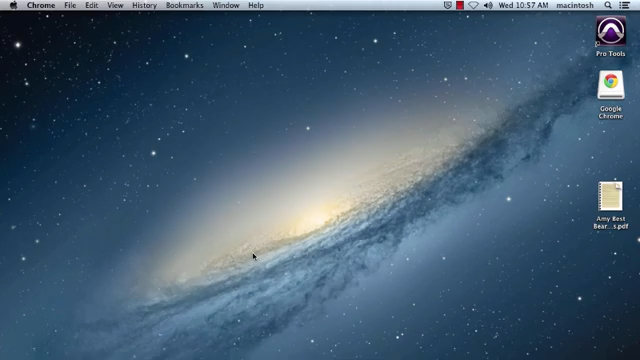 Chrome File Edit View History Bookmarks Window Help Wed 10:57 AM macintosh
Pro Tools
Google
Chrome
Amy Best
Bear...s.pdf